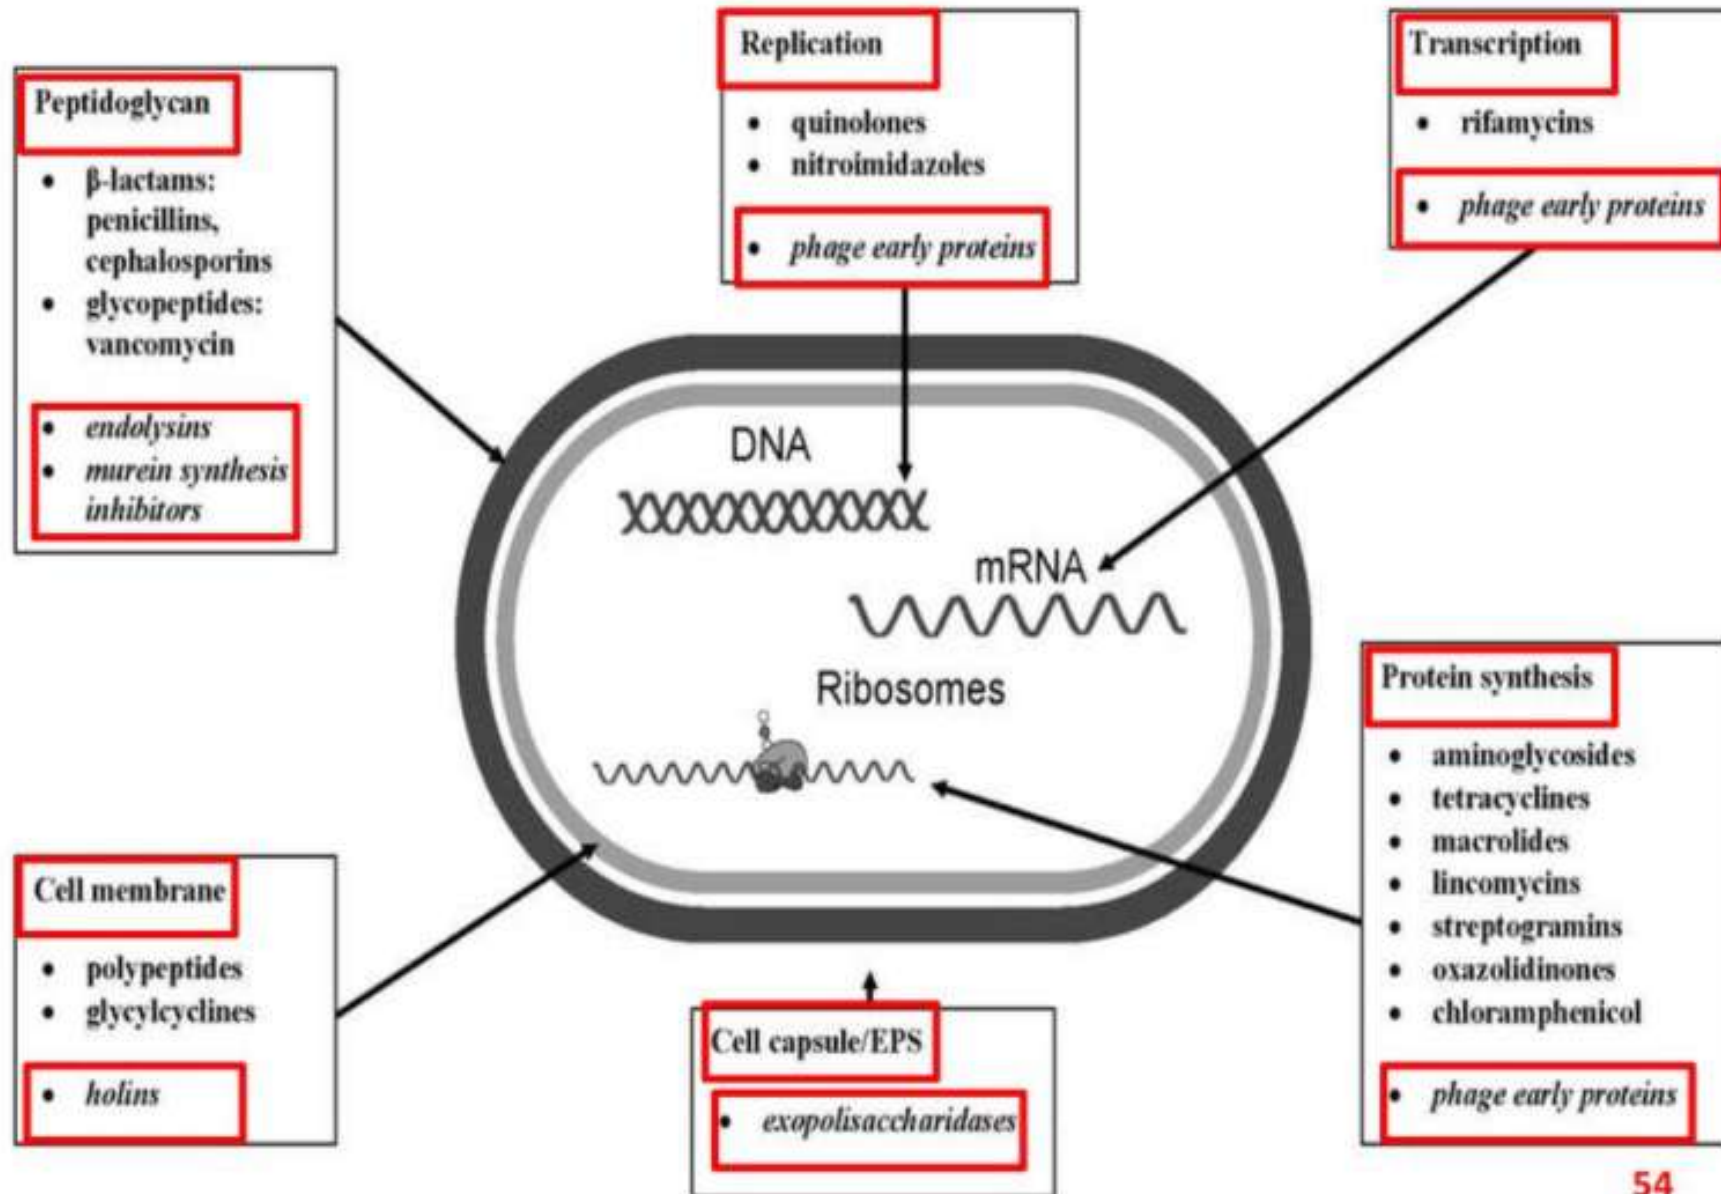 Peptidoglycan
• β-lactams:
penicillins,
cephalosporins
• glycopeptides:
vancomycin
• endolysins
• murein synthesis
inhibitors
Replication
• quinolones
• nitroimidazoles
• phage early proteins
Transcription
• rifamycins
• phage early proteins
DNA
mRNA
Ribosomes
Protein synthesis
• aminoglycosides
• tetracyclines
• macrolides
• lincomycins
• streptogramins
• oxazolidinones
• chloramphenicol
• phage early proteins
Cell membrane
• polypeptides
• glycylcyclines
• holins
Cell capsule/EPS
• exopolisaccharidases
54